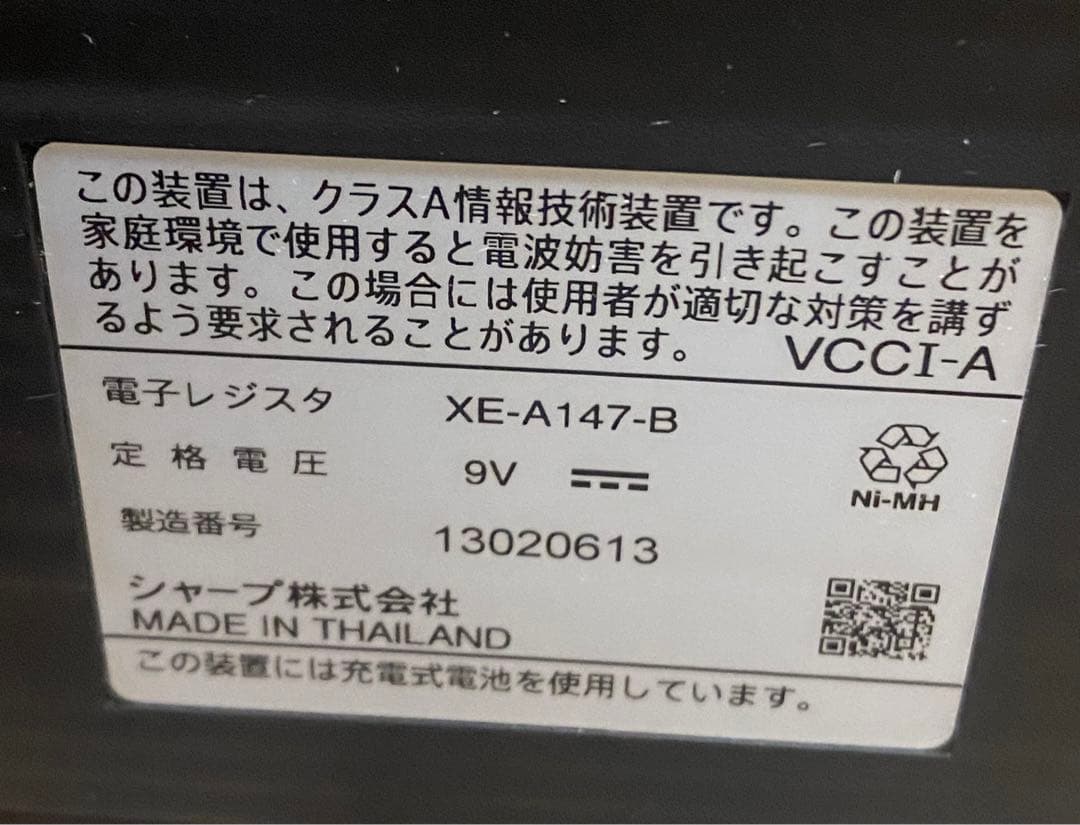 この装置は、クラスA情報技術装置です。この装置を
家庭環境で使用すると電波妨害を引き起こすことが
あります。この場合には使用者が適切な対策を講ず
るよう要求されることがあります。 VCCI-A
電子レジスタ XE-A147-B
定格電圧 9V
Ni-MH
製造番号 13020613
シャープ株式会社
MADE IN THAILAND
この装置には充電式電池を使用しています。